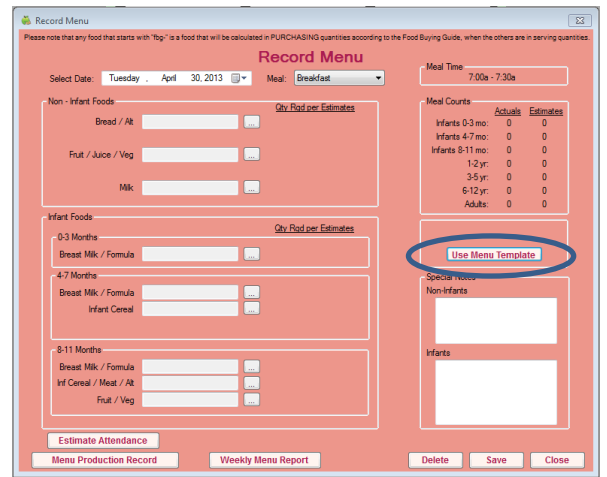 Record Menu
Please note that any food that starts with "fbg-" is a food that will be calculated in PURCHASING quantities according to the Food Buying Guide, when the others are in serving quantities.
Record Menu
Select Date: Tuesday , April 30, 2013 Meal: Breakfast
Meal Time
7:00a - 7:30a
Non - Infant Foods
Qty Rqd per Estimates
Bread / Alt ...
Fruit / Juice / Veg ...
Milk ...
Meal Counts
Actuals Estimates
Infants 0-3 mo: 0 0
Infants 4-7 mo: 0 0
Infants 8-11 mo: 0 0
1-2 yr: 0 0
3-5 yr: 0 0
6-12 yr: 0 0
Adults: 0 0
Infant Foods
Qty Rqd per Estimates
0-3 Months
Breast Milk / Formula ...
4-7 Months
Breast Milk / Formula ...
Infant Cereal ...
8-11 Months
Breast Milk / Formula ...
Inf Cereal / Meat / Alt ...
Fruit / Veg ...
Use Menu Template
Special Notes
Non-Infants
Infants
Estimate Attendance
Menu Production Record Weekly Menu Report Delete Save Close